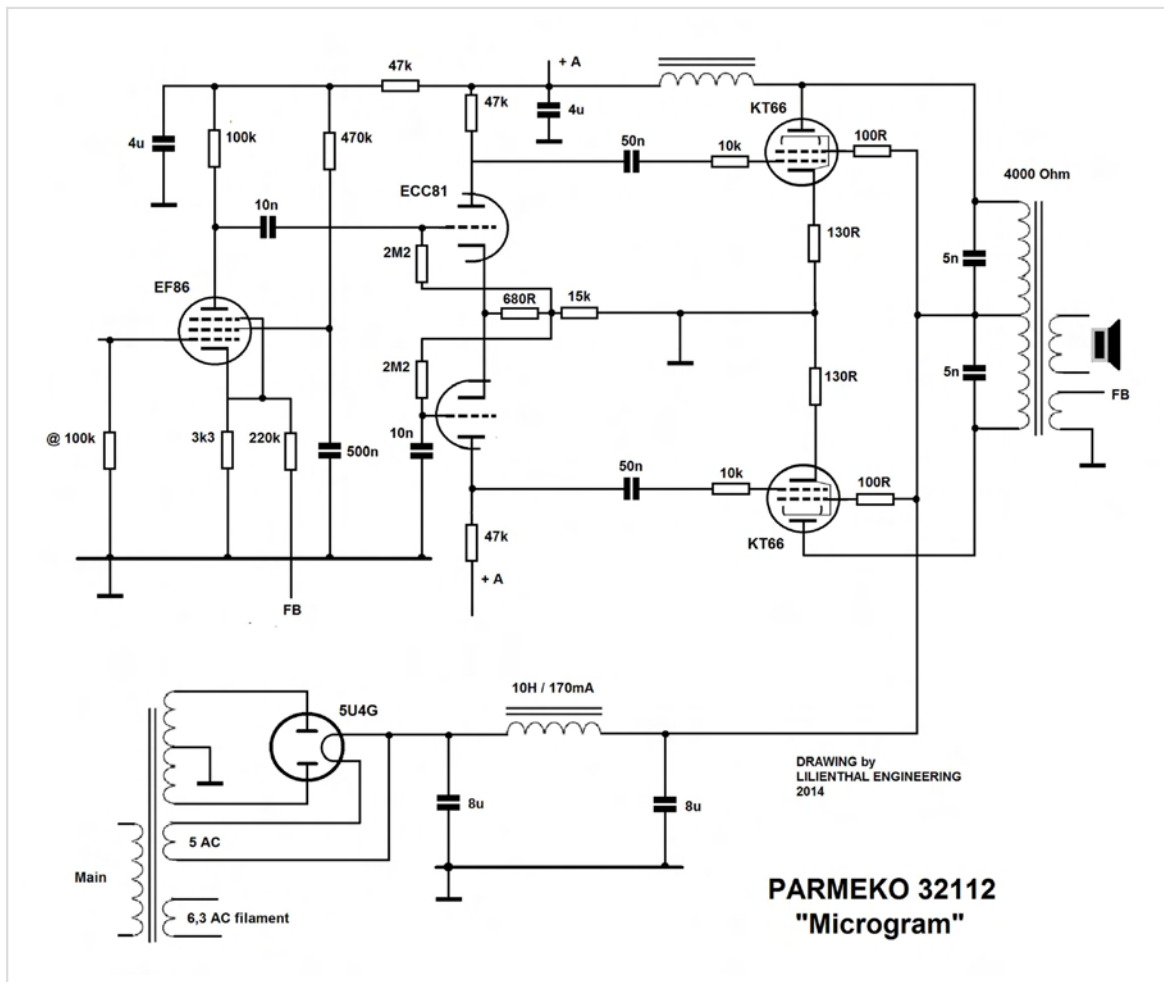 + A
47k
47k
KT66
4u
100k
470k
4u
50n
10k
100R
ECC81
4000 Ohm
10n
2M2
130R
5n
EF86
680R
15k
2M2
130R
5n
FB
@ 100k
3k3
220k
500n
10n
50n
10k
100R
47k
KT66
+ A
FB
10H / 170mA
5U4G
DRAWING by
LILIENTHAL ENGINEERING
2014
8u
8u
5 AC
Main
6,3 AC filament
PARMEKO 32112
"Microgram"